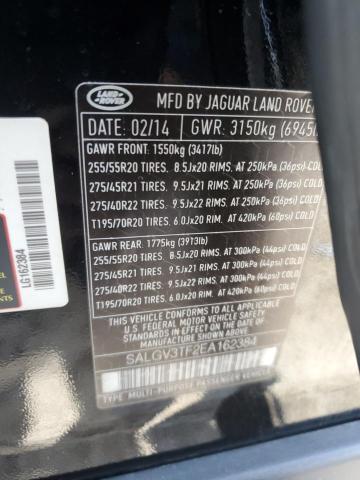 LAND
ROVER
MFD BY JAGUAR LAND ROVER
DATE: 02/14 GWR: 3150kg (6945l
GAWR FRONT: 1550kg (3417lb)
255/55R20 TIRES. 8.5Jx20 RIMS. AT 250kPa (36psi) COLD
275/45R21 TIRES. 9.5Jx21 RIMS. AT 250kPa (36psi) COLD
275/40R22 TIRES. 9.5Jx22 RIMS. AT 250kPa (36psi) COLD
T195/70R20 TIRES. 6.0Jx20 RIMS. AT 420kPa (60psi) COLD
GAWR REAR: 1775kg (3913lb)
255/55R20 TIRES. 8.5Jx20 RIMS. AT 300kPa (44psi) COLD
275/45R21 TIRES. 9.5Jx21 RIMS. AT 300kPa (44psi) COLD
275/40R22 TIRES. 9.5Jx22 RIMS. AT 300kPa (44psi) COLD
T195/70R20 TIRES. 6.0Jx20 RIMS. AT 420kPa (60psi) COLD
THIS VEHICLE CONFORMS TO ALL APPLICABLE
U.S. FEDERAL MOTOR VEHICLE SAFETY
STANDARDS IN EFFECT ON THE DATE OF
MANUFACTURE SHOWN ABOVE.
SALGV3TF2EA162384
TYPE: MULTI-PURPOSE PASSENGER VEHICLE
LG162384